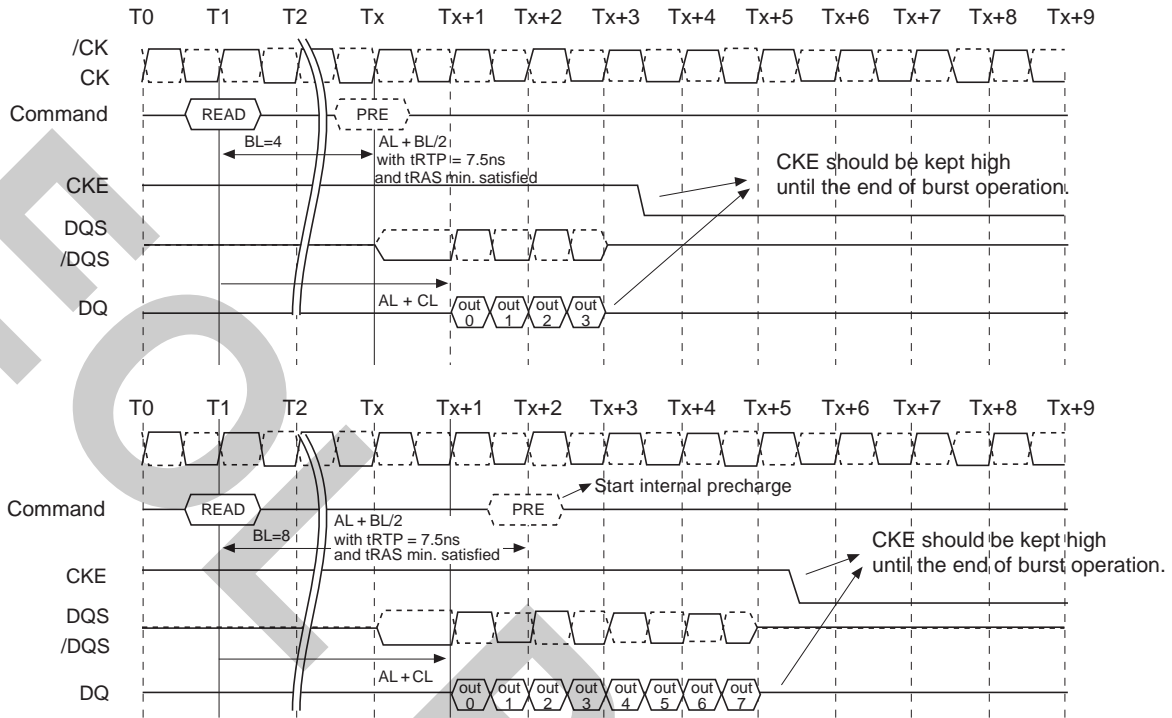 T0 T1 T2 Tx Tx+1 Tx+2 Tx+3 Tx+4 Tx+5 Tx+6 Tx+7 Tx+8 Tx+9
/CK
CK
Command READ PRE
BL=4 AL + BL/2
with tRTP = 7.5ns
and tRAS min. satisfied
CKE should be kept high
until the end of burst operation.
CKE
DQS
/DQS
AL + CL
DQ out 0 out 1 out 2 out 3
T0 T1 T2 Tx Tx+1 Tx+2 Tx+3 Tx+4 Tx+5 Tx+6 Tx+7 Tx+8 Tx+9
Start internal precharge
Command READ PRE
BL=8 AL + BL/2
with tRTP = 7.5ns
and tRAS min. satisfied
CKE should be kept high
until the end of burst operation.
CKE
DQS
/DQS
AL + CL
DQ out 0 out 1 out 2 out 3 out 4 out 5 out 6 out 7